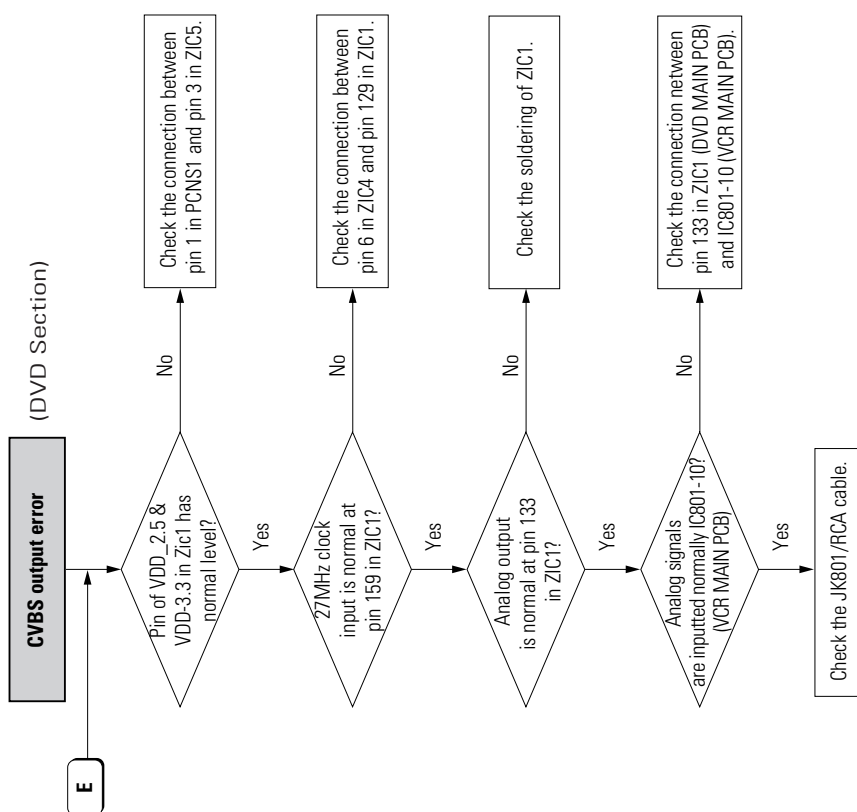 (DVD Section)
CVBS output error
E
Pin of VDD_2.5 &
VDD-3.3 in Zic1 has
normal level?
No
Check the connection between
pin 1 in PCNS1 and pin 3 in ZIC5.
Yes
27MHz clock
input is normal at
pin 159 in ZIC1?
No
Check the connection between
pin 6 in ZIC4 and pin 129 in ZIC1.
Yes
Analog output
is normal at pin 133
in ZIC1?
No
Check the soldering of ZIC1.
Yes
Analog signals
are inputted normally IC801-10?
(VCR MAIN PCB)
No
Check the connection netween
pin 133 in ZIC1 (DVD MAIN PCB)
and IC801-10 (VCR MAIN PCB).
Yes
Check the JK801/RCA cable.